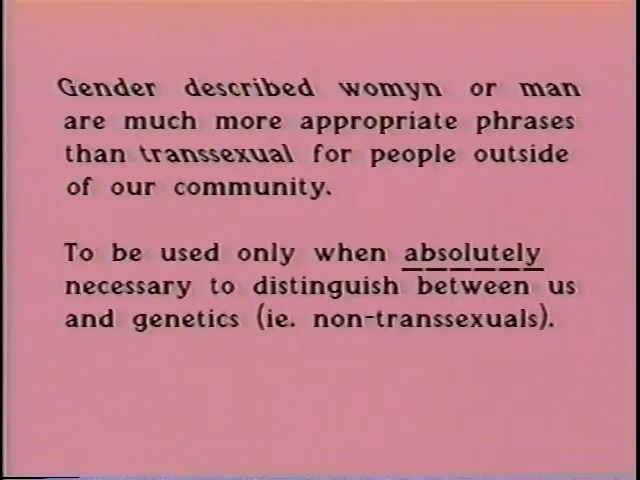 Gender described womyn or man
are much more appropriate phrases
than transsexual for people outside
of our community.
To be used only when absolutely
necessary to distinguish between us
and genetics (ie. non-transsexuals).